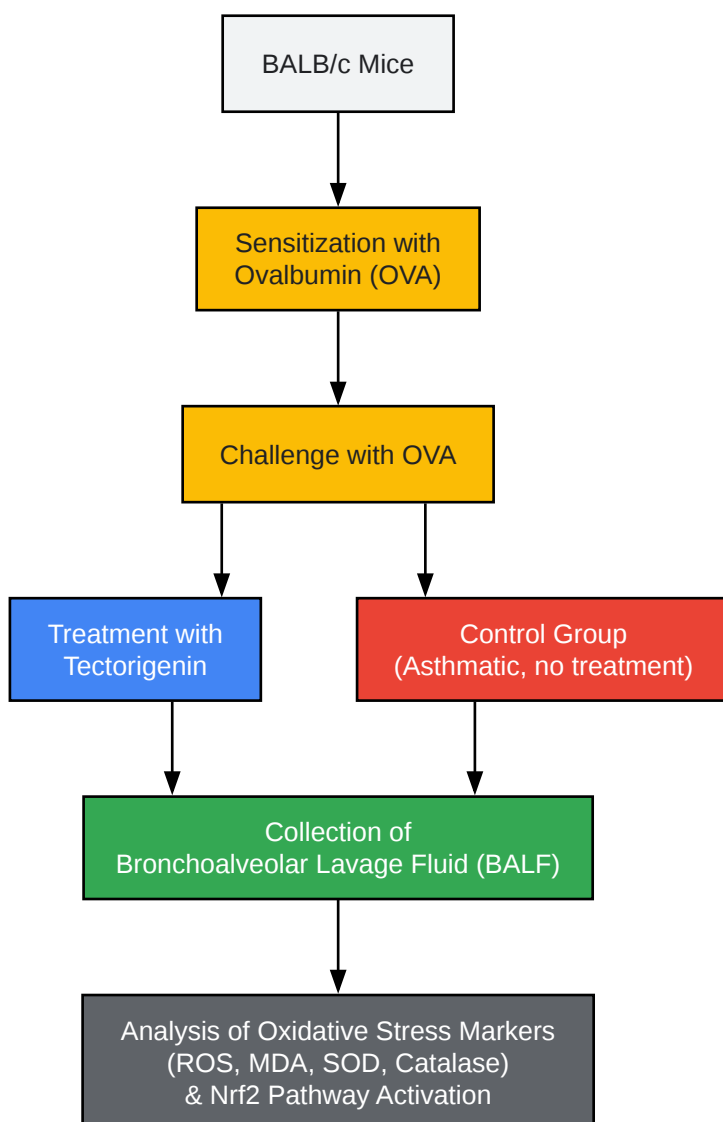 BALB/c Mice
Sensitization with
Ovalbumin (OVA)
Challenge with OVA
Treatment with
Tectorigenin
Control Group
(Asthmatic, no treatment)
Collection of
Bronchoalveolar Lavage Fluid (BALF)
Analysis of Oxidative Stress Markers
(ROS, MDA, SOD, Catalase)
& Nrf2 Pathway Activation